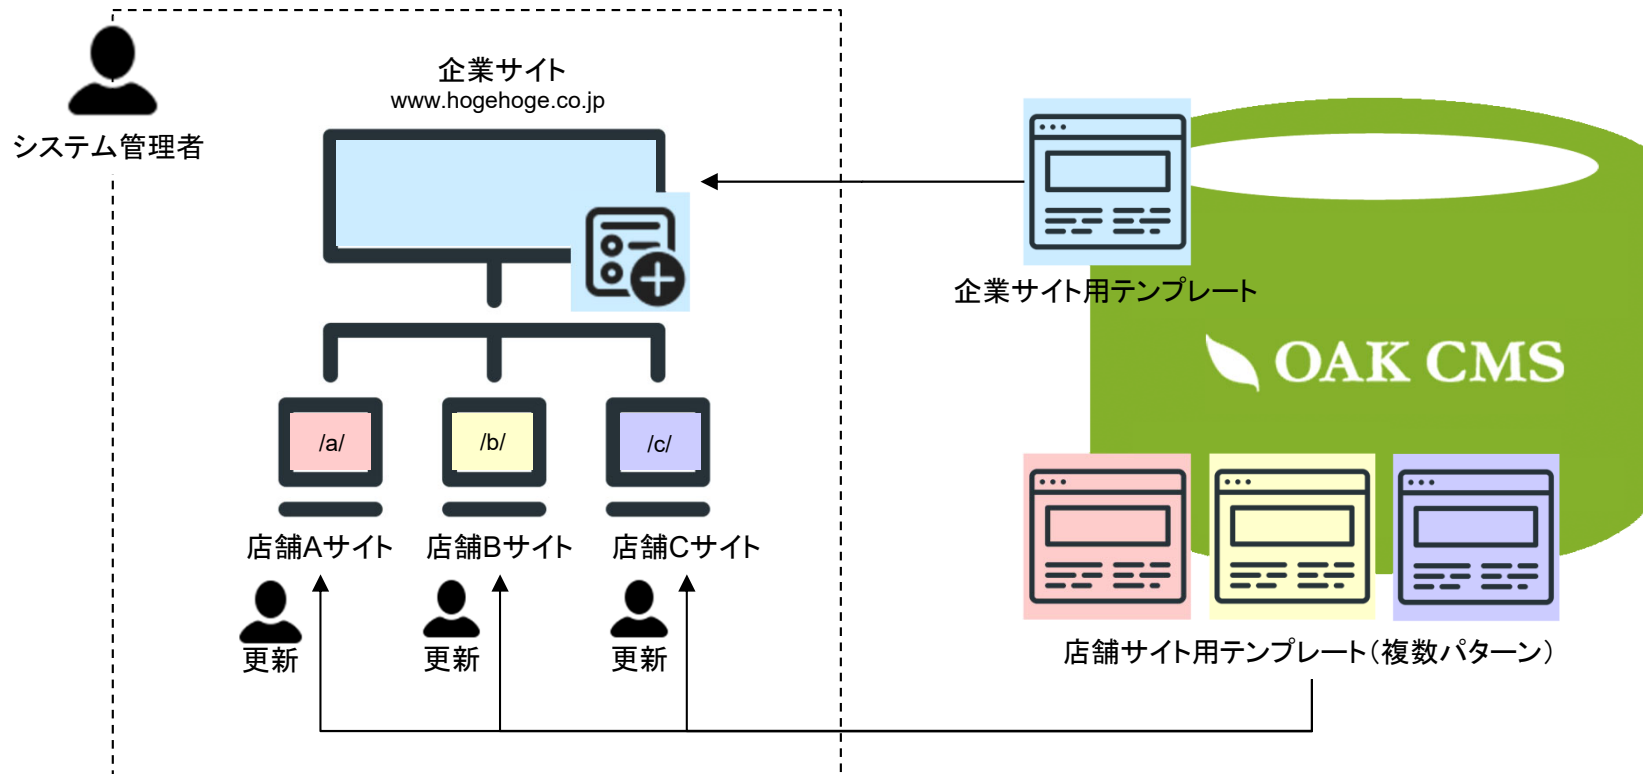 システム管理者
企業サイト
www.hogehoge.co.jp
企業サイト用テンプレート
OAK CMS
/a/
/b/
/c/
店舗Aサイト
店舗Bサイト
店舗Cサイト
更新
更新
更新
店舗サイト用テンプレート（複数パターン）